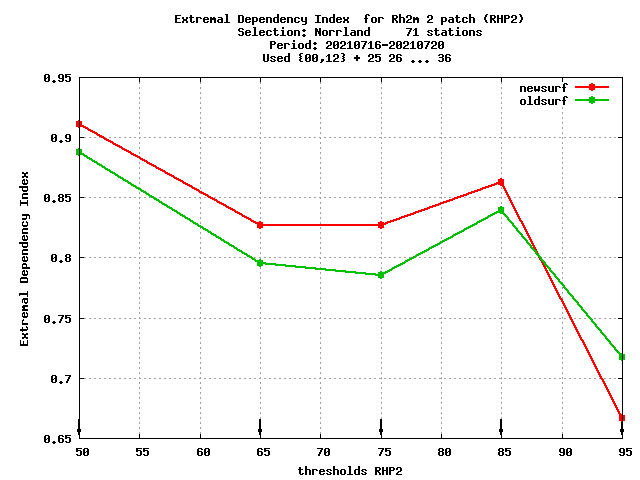 Extremal Dependency Index  for Rh2m 2 patch (RHP2)
Selection: Norrland     71 stations
Period: 20210716-20210720
Used {00,12} + 25 26 ... 36
newsurf
oldsurf
0.95
0.9
0.85
0.8
0.75
0.7
0.65
Extremal Dependency Index
50 55 60 65 70 75 80 85 90 95
thresholds RHP2